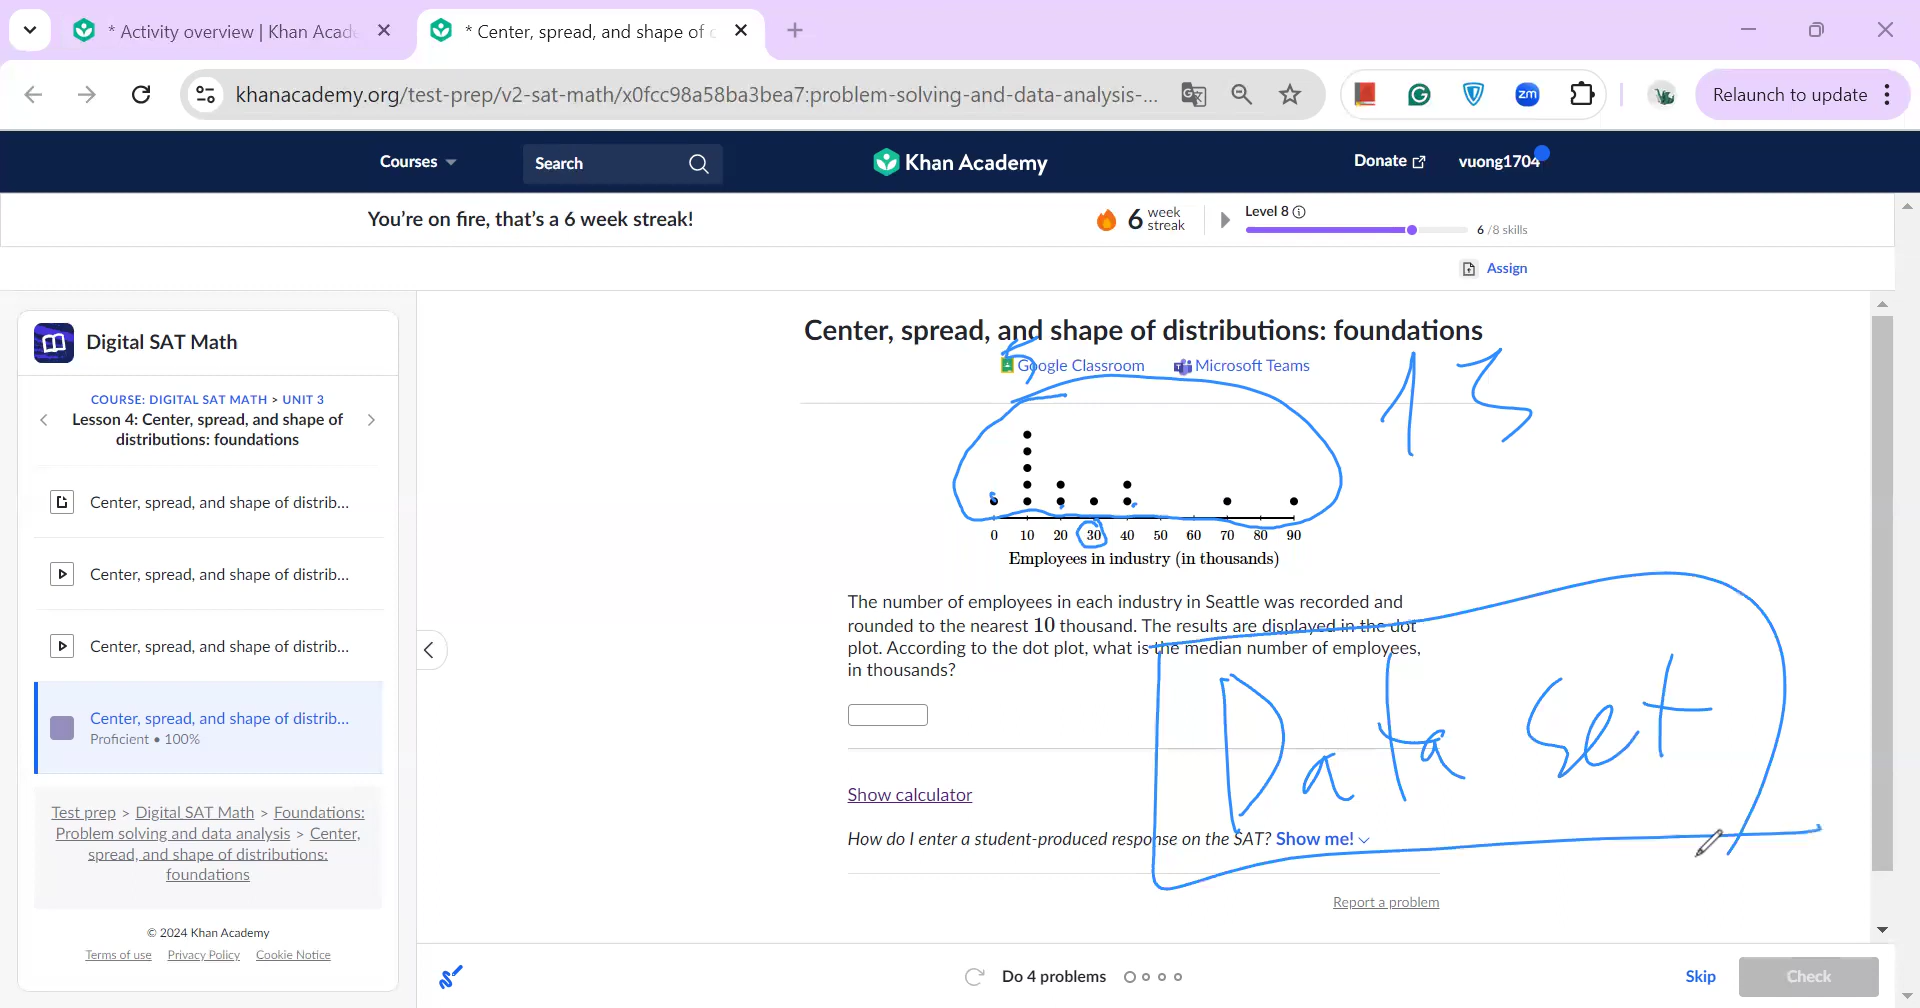 * Activity overview | Khan Acade
* Center, spread, and shape of c
khanacademy.org/test-prep/v2-sat-math/x0fcc98a58ba3bea7:problem-solving-and-data-analysis-...
zm
Relaunch to update
Courses
Search
Khan Academy
Donate
vuong1704
You're on fire, that's a 6 week streak!
6 week streak
Level 8
6 /8 skills
Assign
Digital SAT Math
COURSE: DIGITAL SAT MATH > UNIT 3
Lesson 4: Center, spread, and shape of
distributions: foundations
Center, spread, and shape of distrib...
Center, spread, and shape of distrib...
Center, spread, and shape of distrib...
Center, spread, and shape of distrib...
Proficient • 100%
Test prep > Digital SAT Math > Foundations:
Problem solving and data analysis > Center,
spread, and shape of distributions:
foundations
© 2024 Khan Academy
Terms of use Privacy Policy Cookie Notice
Center, spread, and shape of distributions: foundations
Google Classroom Microsoft Teams
5
13
0 10 20 30 40 50 60 70 80 90
Employees in industry (in thousands)
The number of employees in each industry in Seattle was recorded and
rounded to the nearest 10 thousand. The results are displayed in the dot
plot. According to the dot plot, what is the median number of employees,
in thousands?
Data set
Show calculator
How do I enter a student-produced response on the SAT? Show me!
Report a problem
Do 4 problems
Skip
Check